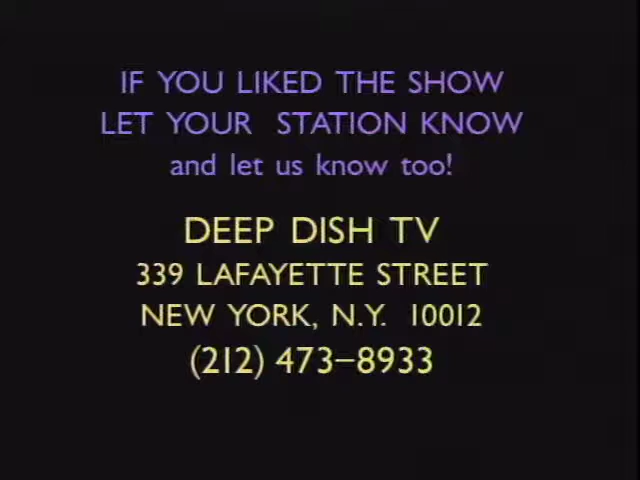 IF YOU LIKED THE SHOW
LET YOUR STATION KNOW
and let us know too!
DEEP DISH TV
339 LAFAYETTE STREET
NEW YORK, N.Y. 10012
(212) 473–8933